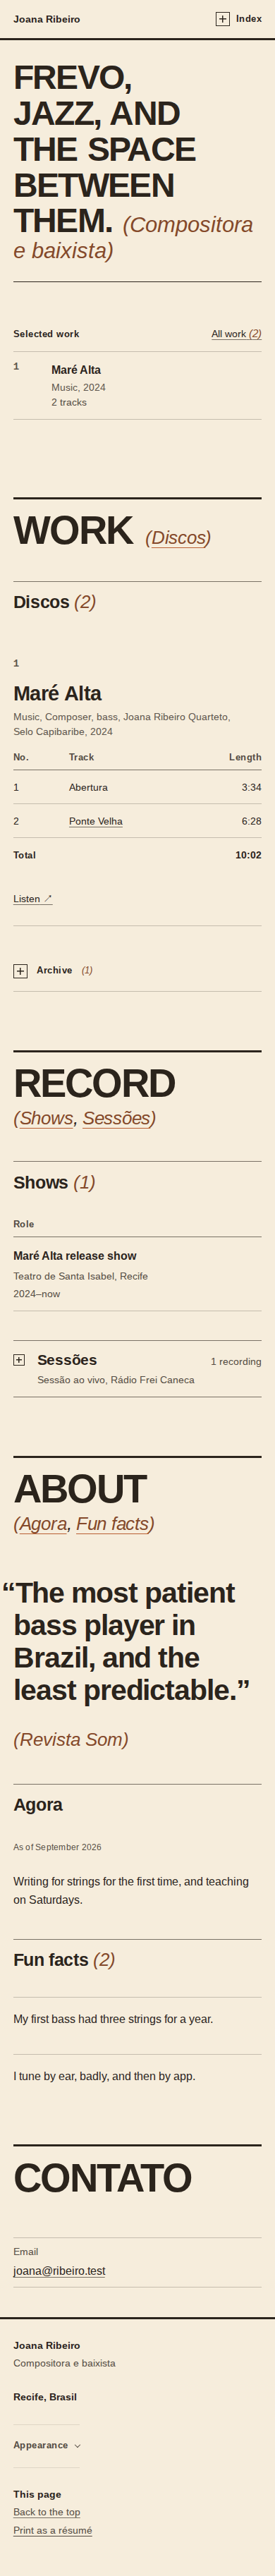 Joana Ribeiro
Index
FREVO,
JAZZ, AND
THE SPACE
BETWEEN
THEM. (Compositora
e baixista)
Selected work
All work (2)
1
Maré Alta
Music, 2024
2 tracks
WORK (Discos)
Discos (2)
1
Maré Alta
Music, Composer, bass, Joana Ribeiro Quarteto,
Selo Capibaribe, 2024
No. Track Length
1 Abertura 3:34
2 Ponte Velha 6:28
Total 10:02
Listen ↗
Archive (1)
RECORD
(Shows, Sessões)
Shows (1)
Role
Maré Alta release show
Teatro de Santa Isabel, Recife
2024–now
Sessões 1 recording
Sessão ao vivo, Rádio Frei Caneca
ABOUT
(Agora, Fun facts)
“The most patient
bass player in
Brazil, and the
least predictable.”
(Revista Som)
Agora
As of September 2026
Writing for strings for the first time, and teaching
on Saturdays.
Fun facts (2)
My first bass had three strings for a year.
I tune by ear, badly, and then by app.
CONTATO
Email
joana@ribeiro.test
Joana Ribeiro
Compositora e baixista
Recife, Brasil
Appearance
This page
Back to the top
Print as a résumé